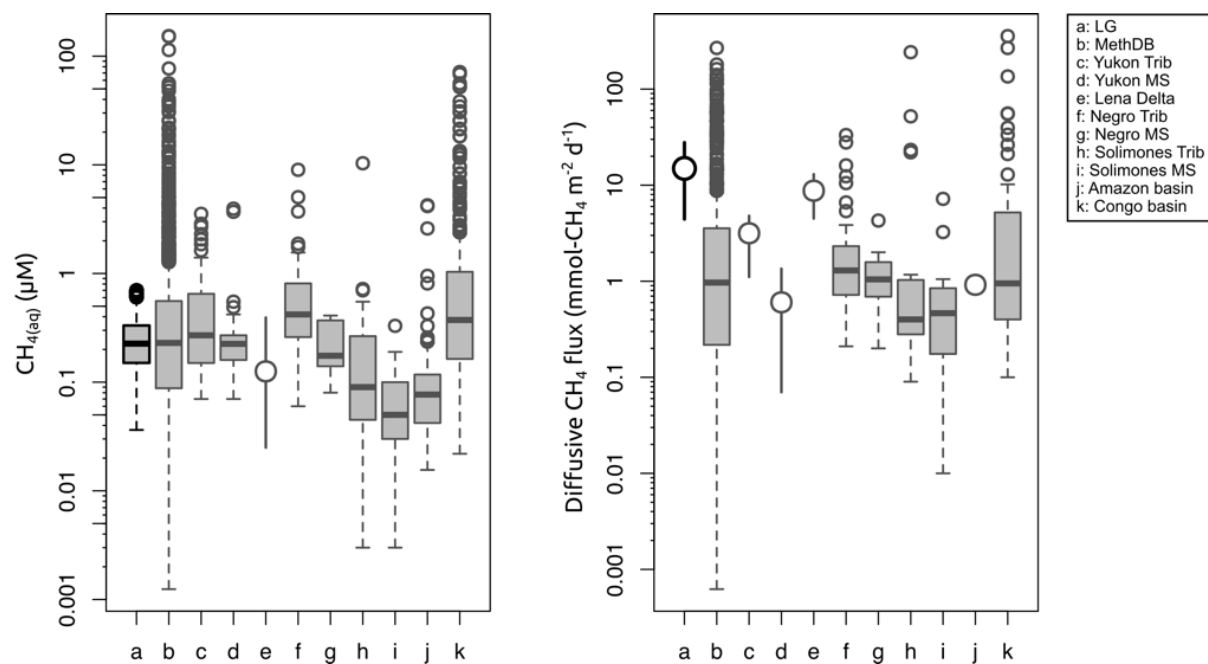 CH4(aq) (µM)
100
10
1
0.1
0.01
0.001
a b c d e f g h i j k
Diffusive CH4 flux (mmol-CH4 m-2 d-1)
100
10
1
0.1
0.01
0.001
a b c d e f g h i j k
a: LG
b: MethDB
c: Yukon Trib
d: Yukon MS
e: Lena Delta
f: Negro Trib
g: Negro MS
h: Solimones Trib
i: Solimones MS
j: Amazon basin
k: Congo basin